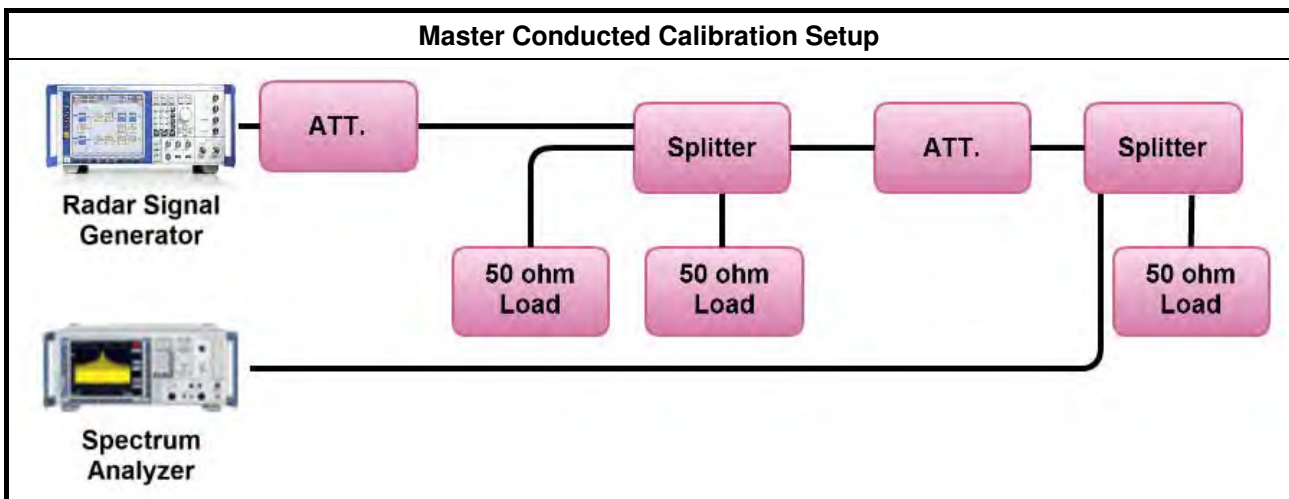 Master Conducted Calibration Setup
ATT.
Splitter
ATT.
Splitter
Radar Signal
Generator
50 ohm
Load
50 ohm
Load
50 ohm
Load
Spectrum
Analyzer